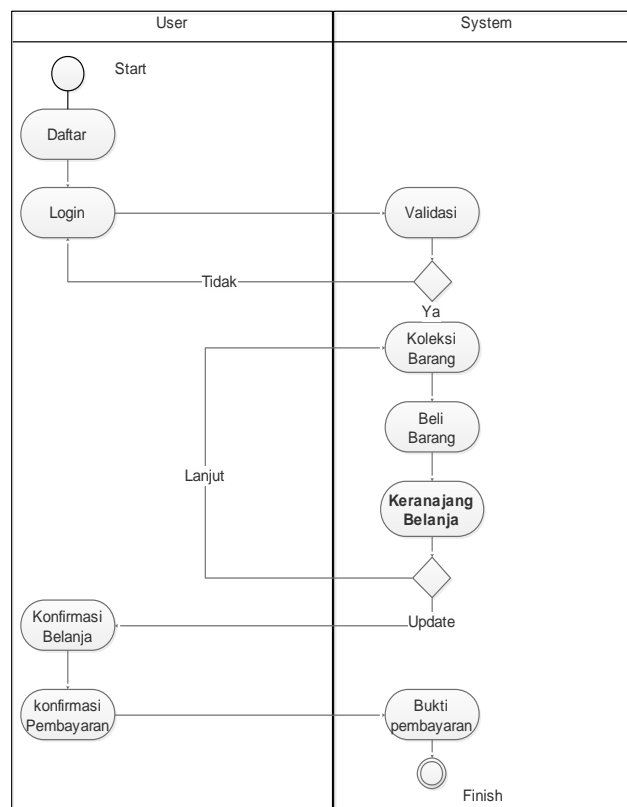 User
System
Start
Daftar
Login
Validasi
Tidak
Ya
Koleksi
Barang
Beli
Barang
Lanjut
Keranajang
Belanja
Konfirmasi
Belanja
Update
konfirmasi
Pembayaran
Bukti
pembayaran
Finish